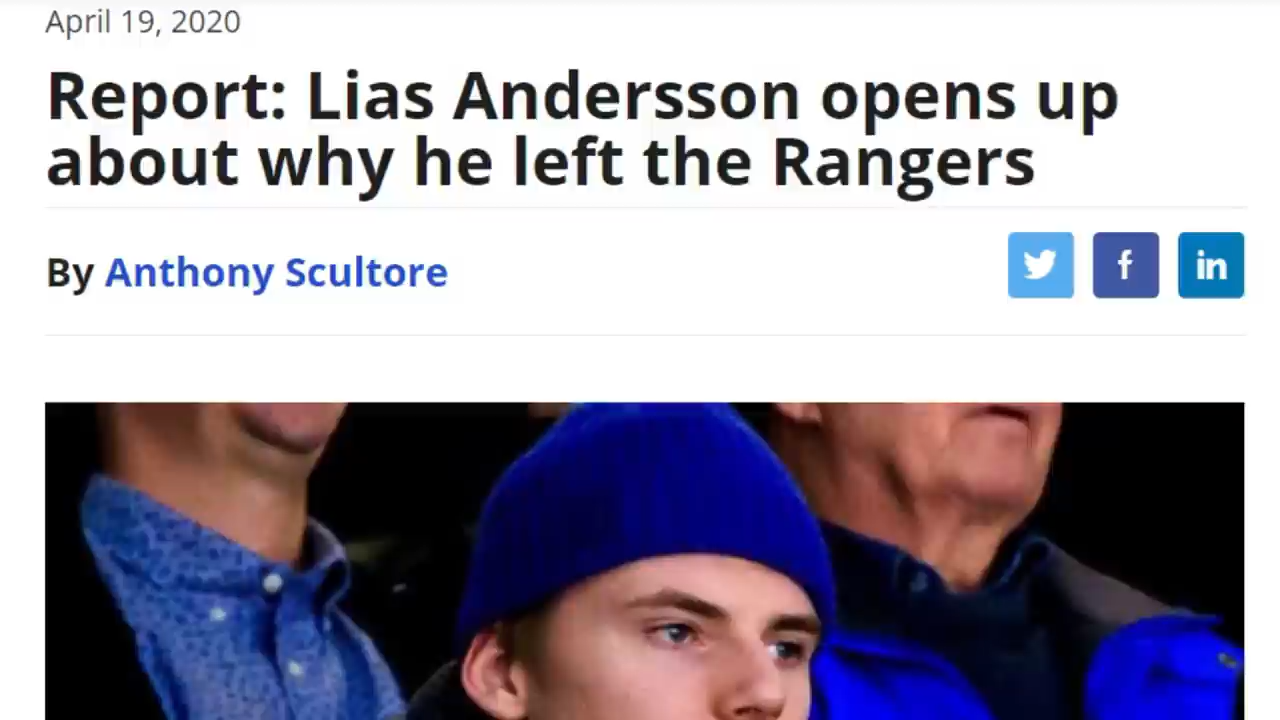 April 19, 2020
Report: Lias Andersson opens up
about why he left the Rangers
By Anthony Scultore
f
in